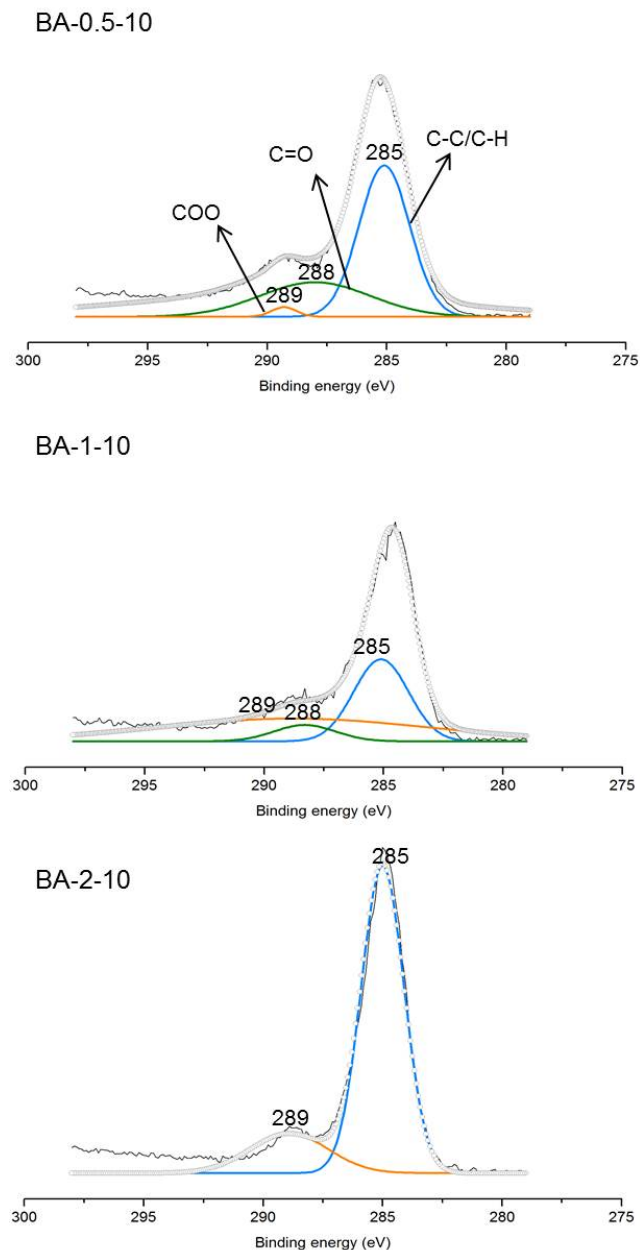 BA-0.5-10
285
C-C/C-H
C=O
COO
288
289
300 295 290 285 280 275
Binding energy (eV)
BA-1-10
285
289
288
300 295 290 285 280 275
Binding energy (eV)
BA-2-10
285
289
300 295 290 285 280 275
Binding energy (eV)